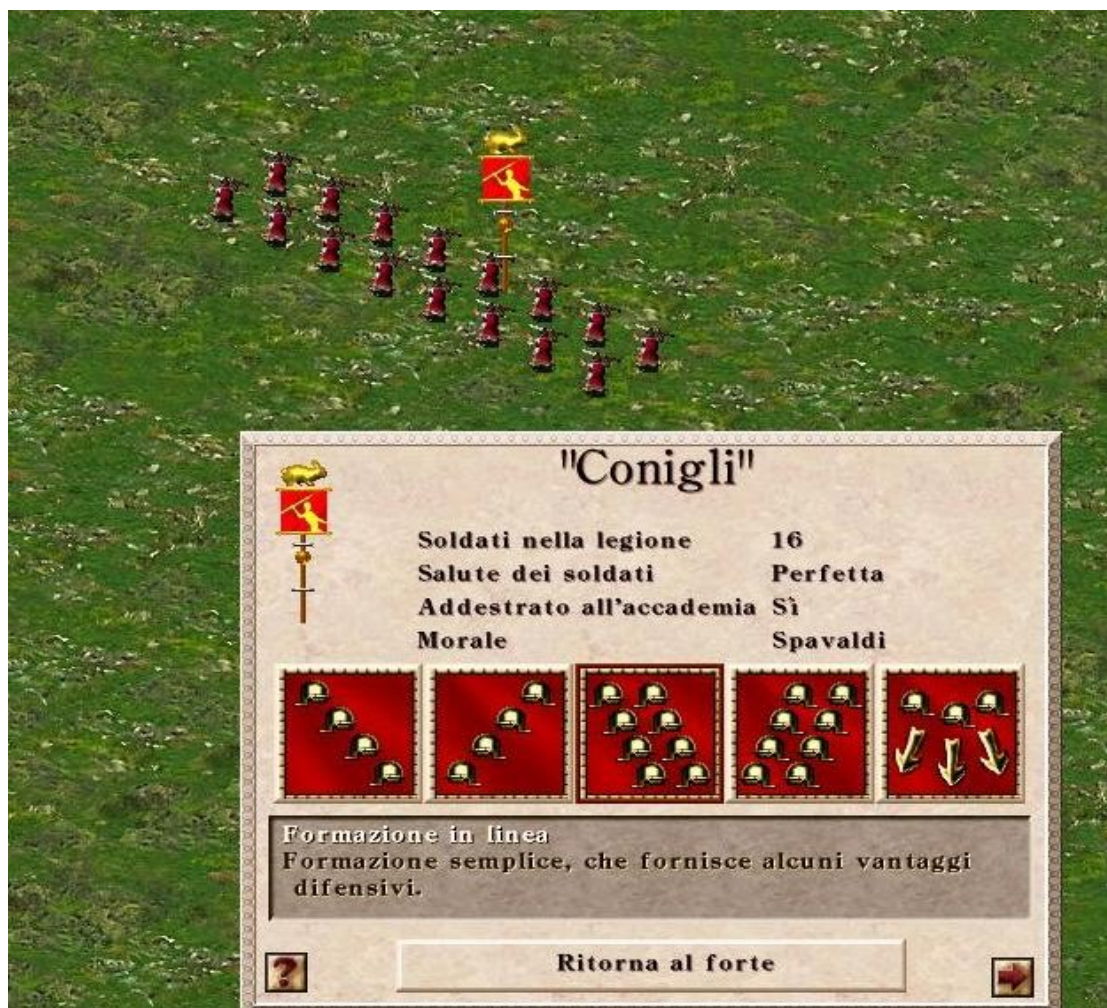 "Conigli"
Soldati nella legione 16
Salute dei soldati Perfetta
Addestrato all'accademia Sì
Morale Spavaldi
Formazione in linea
Formazione semplice, che fornisce alcuni vantaggi
difensivi.
? Ritorna al forte